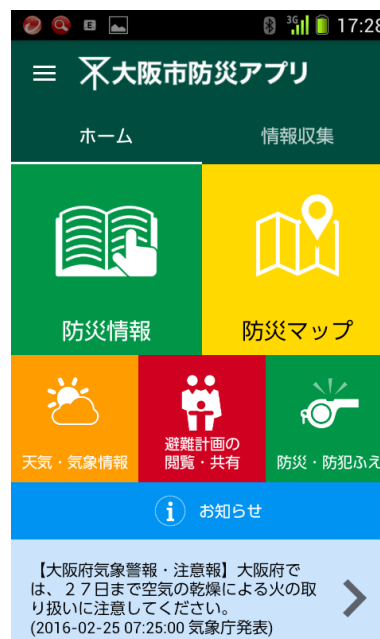 3G 17:28
大阪市防災アプリ
ホーム 情報収集
防災情報 防災マップ
天気・気象情報
避難計画の
閲覧・共有
防災・防犯ふえ
お知らせ
【大阪府気象警報・注意報】大阪府で
は、２７日まで空気の乾燥による火の取
り扱いに注意してください。
(2016-02-25 07:25:00 気象庁発表)